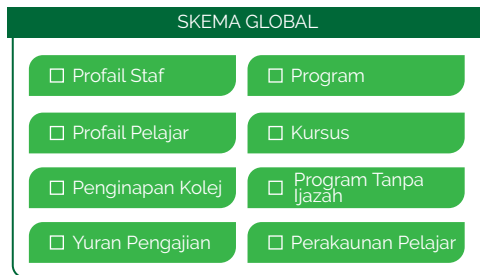 SKEMA GLOBAL
☐ Profail Staf
☐ Program
☐ Profail Pelajar
☐ Kursus
☐ Penginapan Kolej
☐ Program Tanpa
Ijazah
☐ Yuran Pengajian
☐ Perakaunan Pelajar